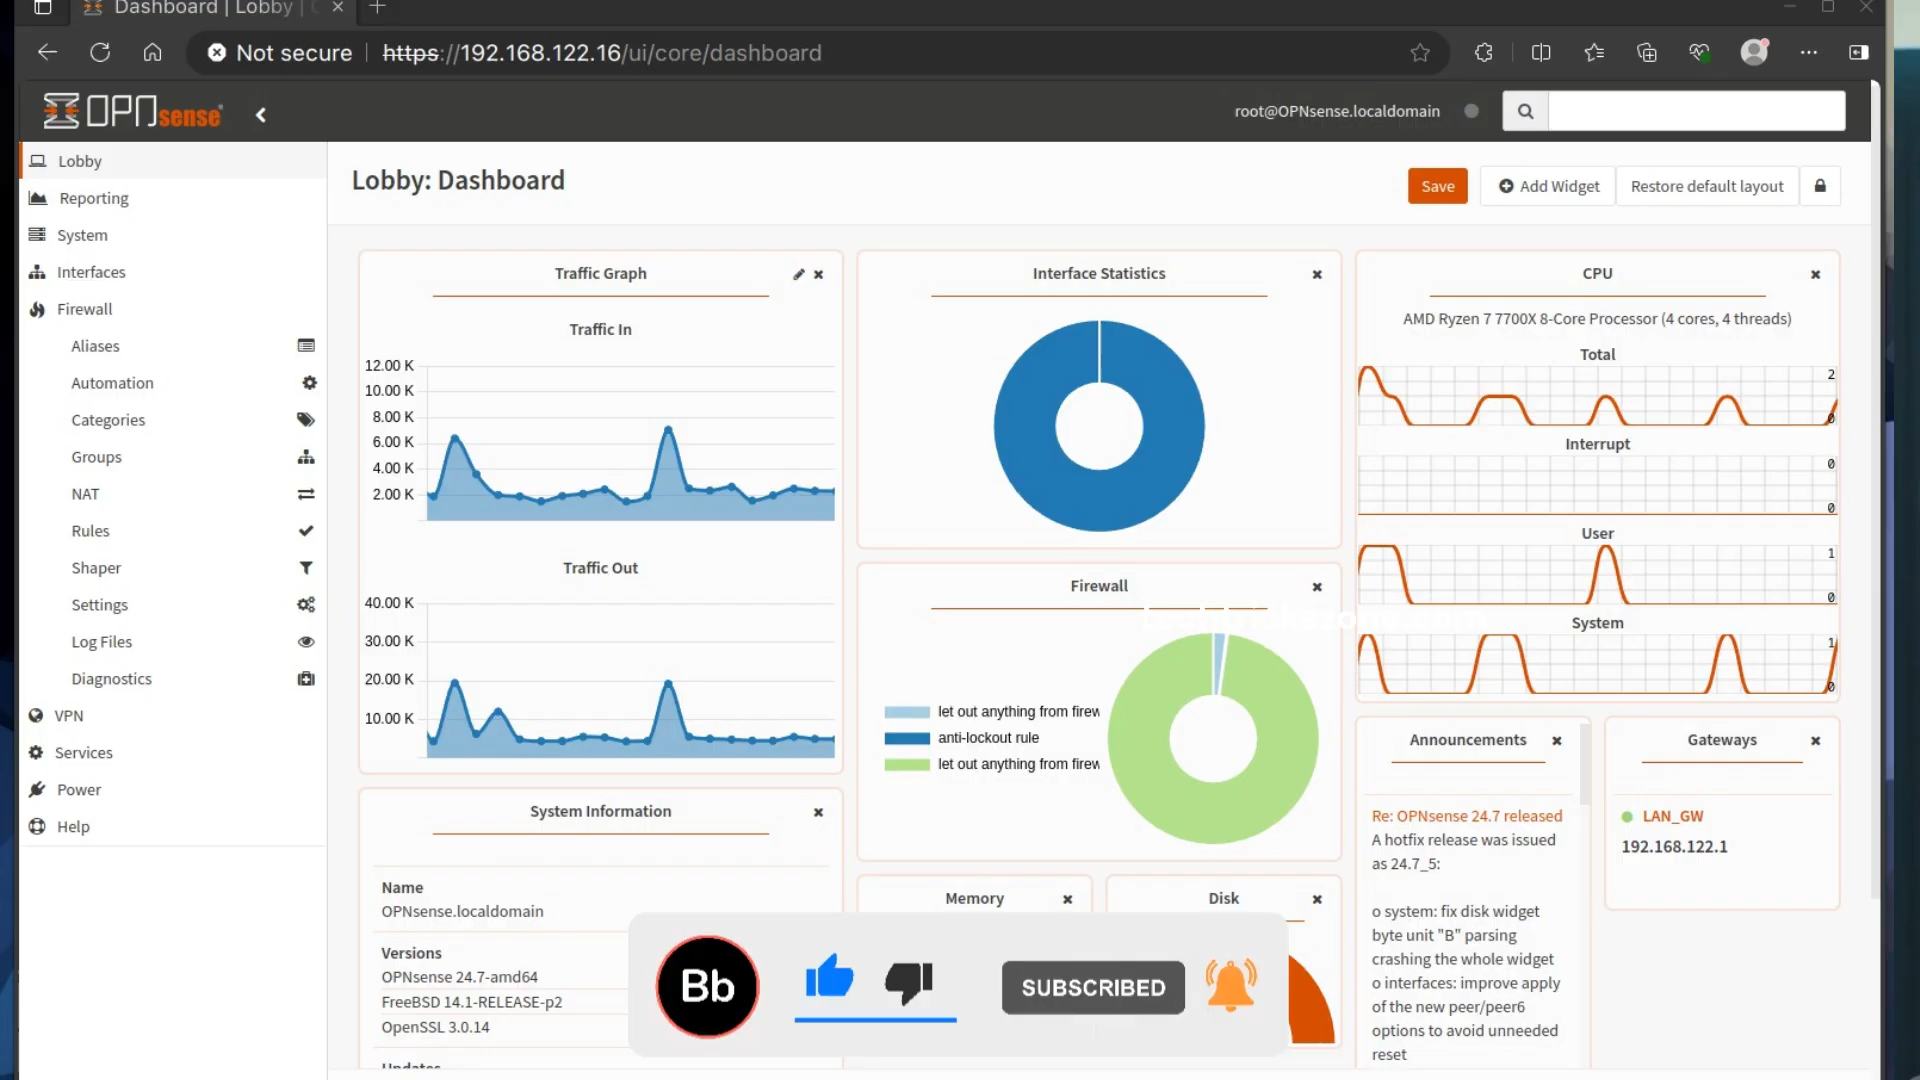 Dashboard | Lobby |
Not secure
https://192.168.122.16/ui/core/dashboard
OPNsense
root@OPNsense.localdomain
Lobby
Reporting
System
Interfaces
Firewall
Aliases
Automation
Categories
Groups
NAT
Rules
Shaper
Settings
Log Files
Diagnostics
VPN
Services
Power
Help
Lobby: Dashboard
Save
Add Widget
Restore default layout
Traffic Graph
Traffic In
12.00 K
10.00 K
8.00 K
6.00 K
4.00 K
2.00 K
Traffic Out
40.00 K
30.00 K
20.00 K
10.00 K
System Information
Name
OPNsense.localdomain
Versions
OPNsense 24.7-amd64
FreeBSD 14.1-RELEASE-p2
OpenSSL 3.0.14
Updates
Interface Statistics
Firewall
let out anything from firew
anti-lockout rule
let out anything from firew
Memory
Disk
CPU
AMD Ryzen 7 7700X 8-Core Processor (4 cores, 4 threads)
Total
2
0
Interrupt
0
0
User
1
0
System
1
0
Announcements
Re: OPNsense 24.7 released
A hotfix release was issued
as 24.7_5:
o system: fix disk widget
byte unit "B" parsing
crashing the whole widget
o interfaces: improve apply
of the new peer/peer6
options to avoid unneeded
reset
Gateways
LAN_GW
192.168.122.1
Bb
SUBSCRIBED